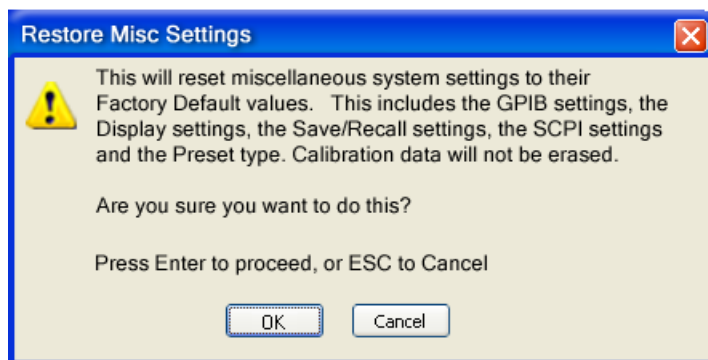 Restore Misc Settings
This will reset miscellaneous system settings to their
Factory Default values.   This includes the GPIB settings, the
Display settings, the Save/Recall settings, the SCPI settings
and the Preset type. Calibration data will not be erased.
Are you sure you want to do this?
Press Enter to proceed, or ESC to Cancel
OK
Cancel